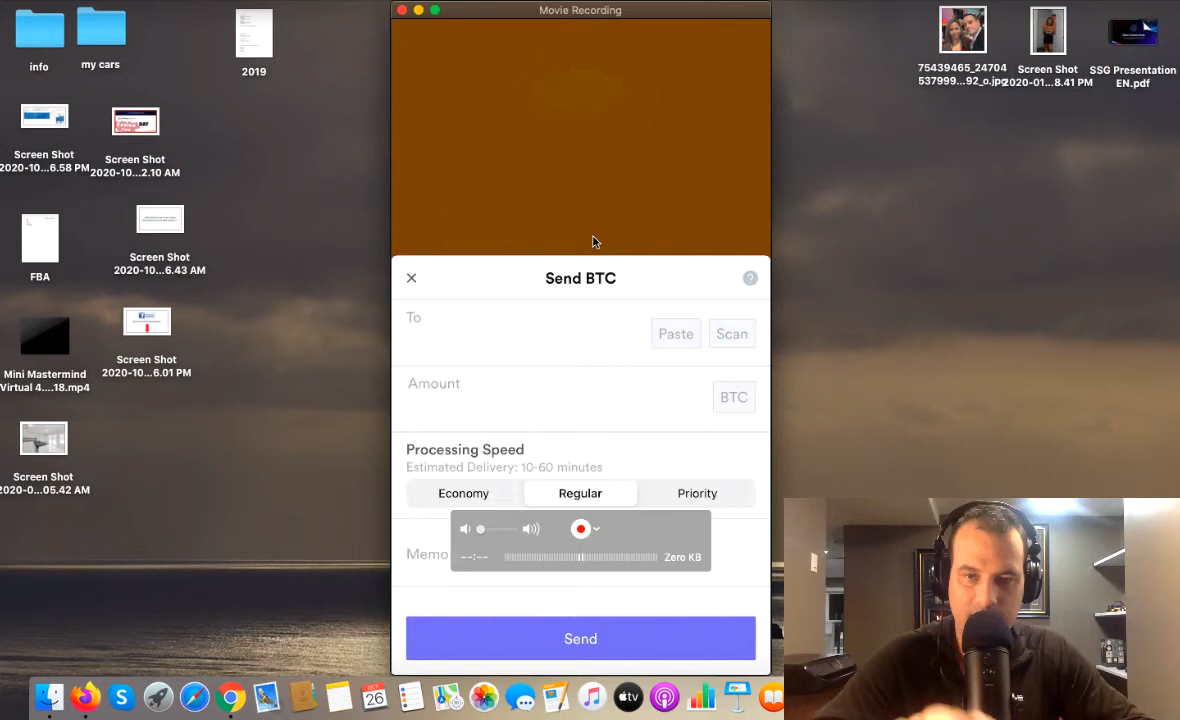 Movie Recording
info
my cars
2019
75439465_24704
537999...92_o.jpg
Screen Shot
2020-01...8.41 PM
SSG Presentation
EN.pdf
Screen Shot
2020-10...6.58 PM
Screen Shot
2020-10...2.10 AM
FBA
Screen Shot
2020-10...6.43 AM
Mini Mastermind
Virtual 4....18.mp4
Screen Shot
2020-10...6.01 PM
Screen Shot
2020-0...05.42 AM
Send BTC
?
To
Paste
Scan
Amount
BTC
Processing Speed
Estimated Delivery: 10-60 minutes
Economy
Regular
Priority
Memo
--:--
Zero KB
Send
OCT
26
tv